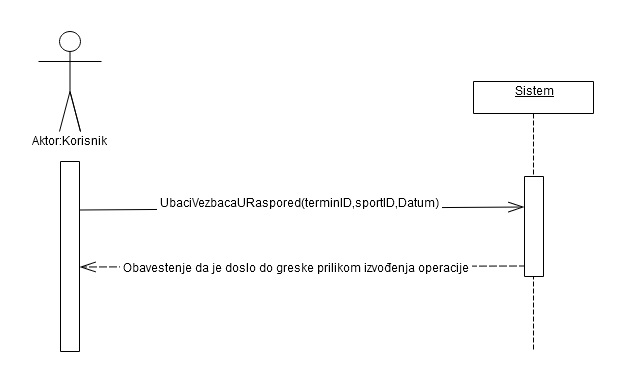 Sistem
Aktor:Korisnik
UbaciVezbacaURaspored(terminID,sportID,Datum)
Obavestenje da je doslo do greske prilikom izvođenja operacije